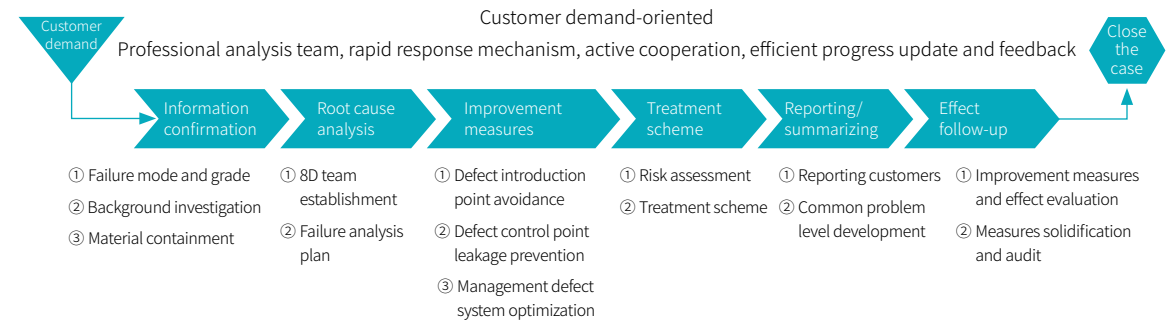 Customer
demand
Customer demand-oriented
Professional analysis team, rapid response mechanism, active cooperation, efficient progress update and feedback
Close
the
case
Information
confirmation
Root cause
analysis
Improvement
measures
Treatment
scheme
Reporting/
summarizing
Effect
follow-up
① Failure mode and grade
② Background investigation
③ Material containment
① 8D team
establishment
② Failure analysis
plan
① Defect introduction
point avoidance
② Defect control point
leakage prevention
③ Management defect
system optimization
① Risk assessment
② Treatment scheme
① Reporting customers
② Common problem
level development
① Improvement measures
and effect evaluation
② Measures solidification
and audit